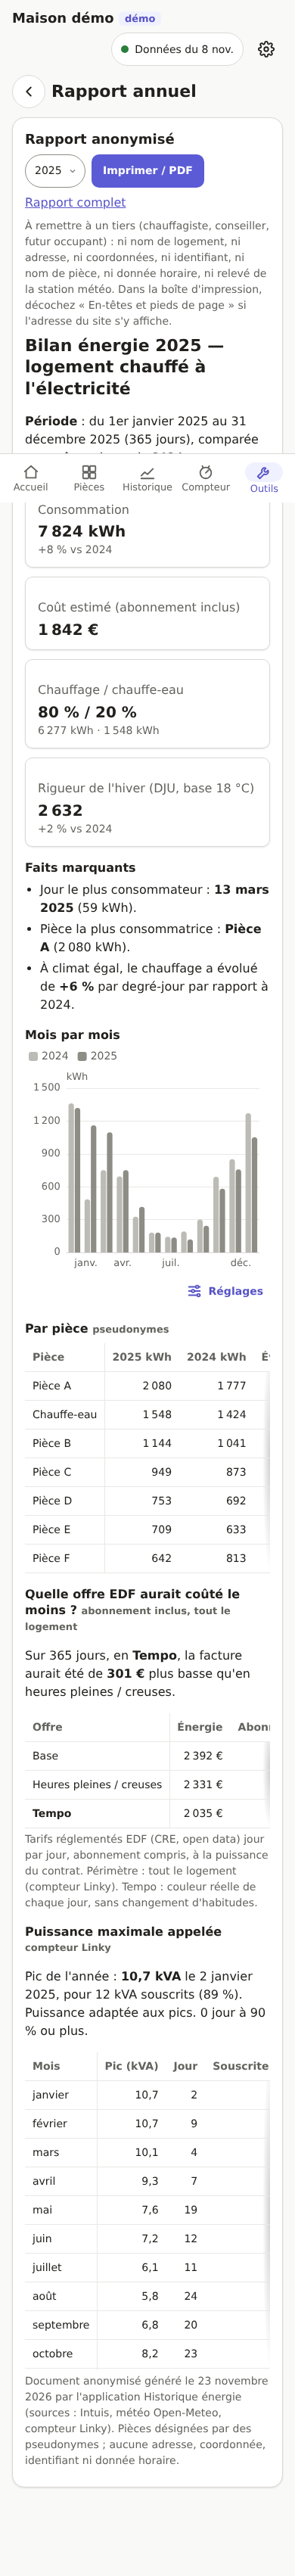 Maison démo démo
Données du 8 nov.
Rapport annuel
Rapport anonymisé
2025 Imprimer / PDF
Rapport complet
À remettre à un tiers (chauffagiste, conseiller,
futur occupant) : ni nom de logement, ni
adresse, ni coordonnées, ni identifiant, ni
nom de pièce, ni donnée horaire, ni relevé de
la station météo. Dans la boîte d'impression,
décochez « En-têtes et pieds de page » si
l'adresse du site s'y affiche.
Bilan énergie 2025 —
logement chauffé à
l'électricité
Période : du 1er janvier 2025 au 31
décembre 2025 (365 jours), comparée
Accueil Pièces Historique Compteur Outils
Consommation
7 824 kWh
+8 % vs 2024
Coût estimé (abonnement inclus)
1 842 €
Chauffage / chauffe-eau
80 % / 20 %
6 277 kWh · 1 548 kWh
Rigueur de l'hiver (DJU, base 18 °C)
2 632
+2 % vs 2024
Faits marquants
• Jour le plus consommateur : 13 mars
2025 (59 kWh).
• Pièce la plus consommatrice : Pièce
A (2 080 kWh).
• À climat égal, le chauffage a évolué
de +6 % par degré-jour par rapport à
2024.
Mois par mois
2024 2025
kWh
1 500
1 200
900
600
300
0
janv. avr. juil. déc.
Réglages
Par pièce pseudonymes
Pièce 2025 kWh 2024 kWh
Pièce A 2 080 1 777
Chauffe-eau 1 548 1 424
Pièce B 1 144 1 041
Pièce C 949 873
Pièce D 753 692
Pièce E 709 633
Pièce F 642 813
Quelle offre EDF aurait coûté le
moins ? abonnement inclus, tout le
logement
Sur 365 jours, en Tempo, la facture
aurait été de 301 € plus basse qu'en
heures pleines / creuses.
Offre Énergie
Base 2 392 €
Heures pleines / creuses 2 331 €
Tempo 2 035 €
Tarifs réglementés EDF (CRE, open data) jour
par jour, abonnement compris, à la puissance
du contrat. Périmètre : tout le logement
(compteur Linky). Tempo : couleur réelle de
chaque jour, sans changement d'habitudes.
Puissance maximale appelée
compteur Linky
Pic de l'année : 10,7 kVA le 2 janvier
2025, pour 12 kVA souscrits (89 %).
Puissance adaptée aux pics. 0 jour à 90
% ou plus.
Mois Pic (kVA) Jour Souscrite
janvier 10,7 2
février 10,7 9
mars 10,1 4
avril 9,3 7
mai 7,6 19
juin 7,2 12
juillet 6,1 11
août 5,8 24
septembre 6,8 20
octobre 8,2 23
Document anonymisé généré le 23 novembre
2026 par l'application Historique énergie
(sources : Intuis, météo Open-Meteo,
compteur Linky). Pièces désignées par des
pseudonymes ; aucune adresse, coordonnée,
identifiant ni donnée horaire.